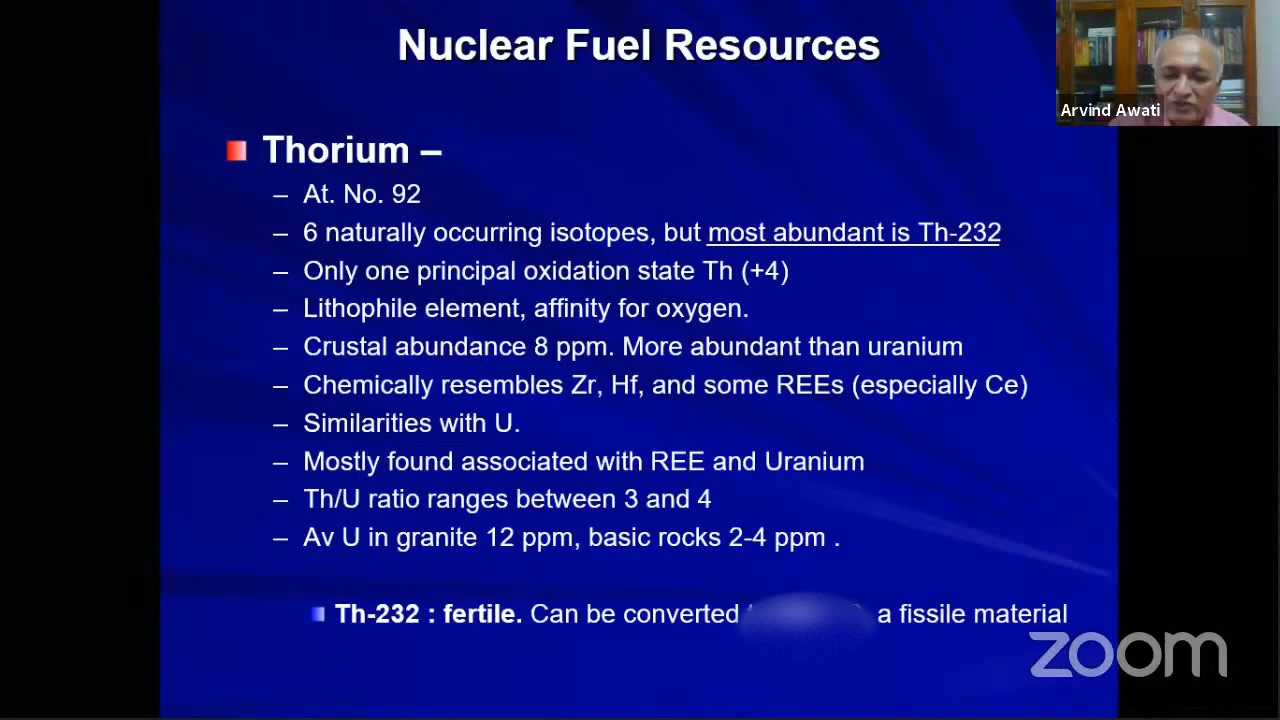 Nuclear Fuel Resources
Arvind Awati
Thorium –
– At. No. 92
– 6 naturally occurring isotopes, but most abundant is Th-232
– Only one principal oxidation state Th (+4)
– Lithophile element, affinity for oxygen.
– Crustal abundance 8 ppm. More abundant than uranium
– Chemically resembles Zr, Hf, and some REEs (especially Ce)
– Similarities with U.
– Mostly found associated with REE and Uranium
– Th/U ratio ranges between 3 and 4
– Av U in granite 12 ppm, basic rocks 2-4 ppm .
Th-232 : fertile. Can be converted a fissile material
zoom